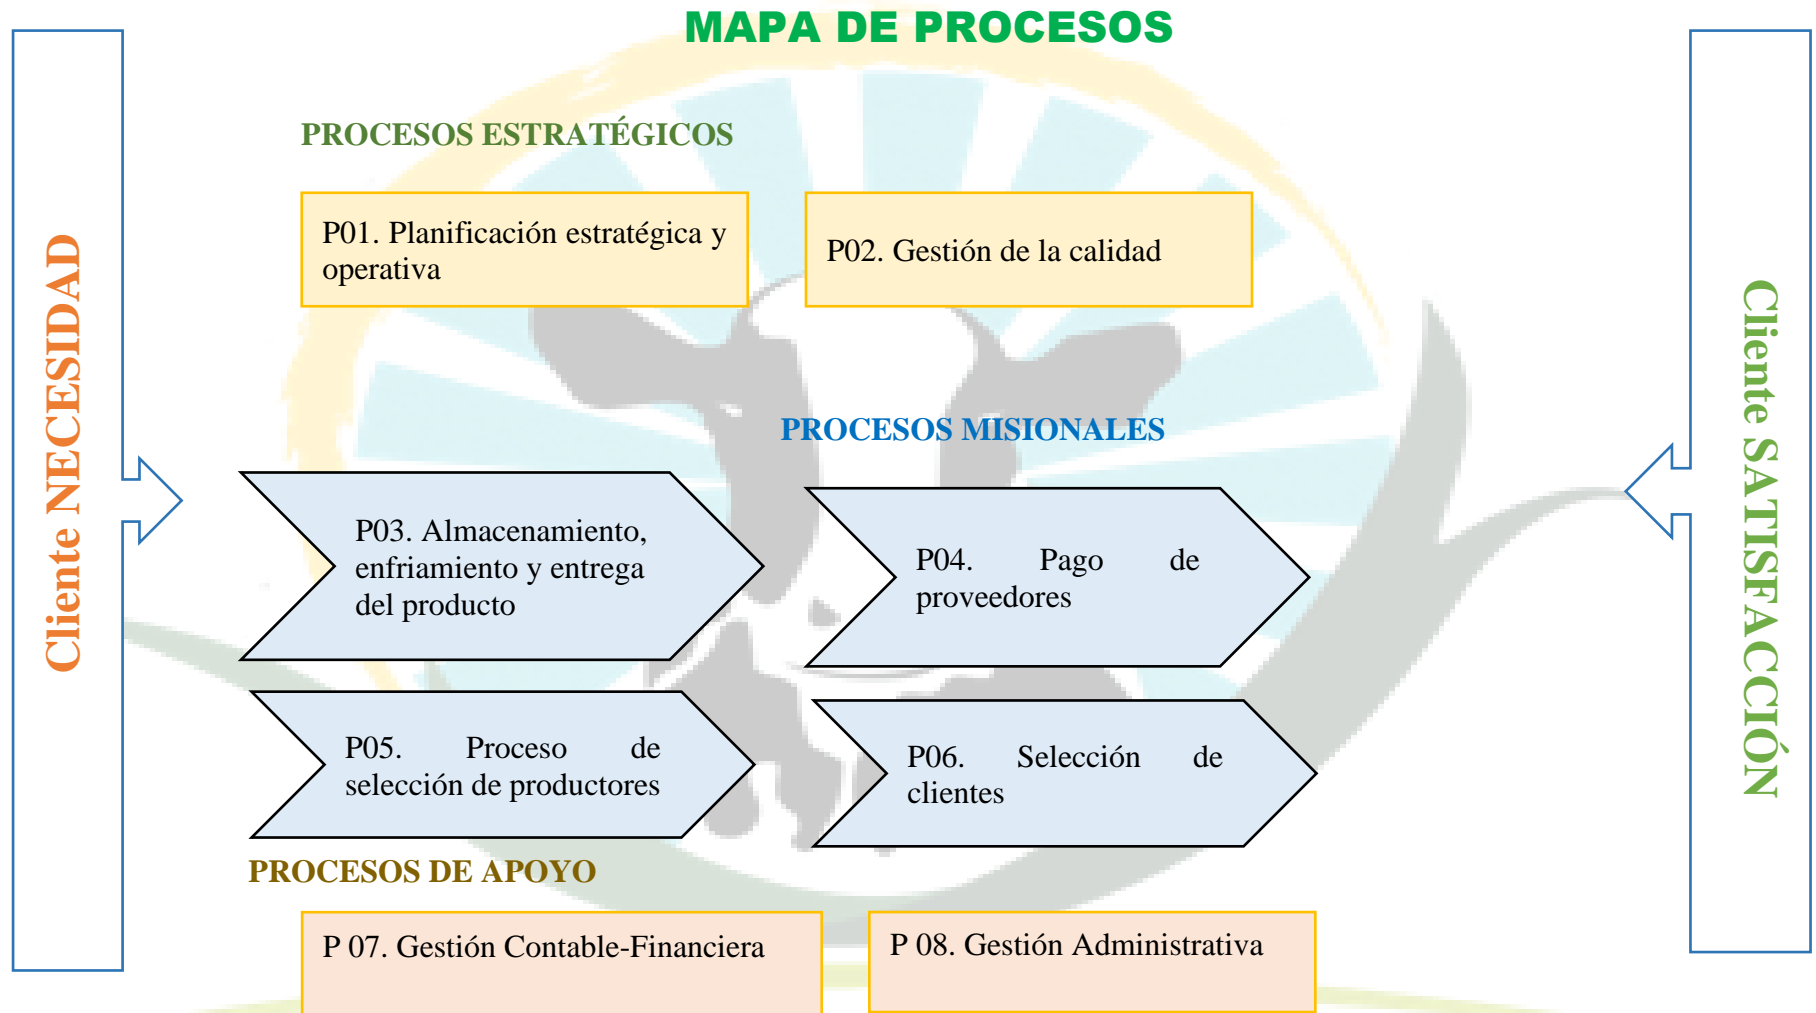 MAPA DE PROCESOS
Cliente NECESIDAD
PROCESOS ESTRATÉGICOS
P01. Planificación estratégica y
operativa
P02. Gestión de la calidad
PROCESOS MISIONALES
P03. Almacenamiento,
enfriamiento y entrega
del producto
P04. Pago de
proveedores
P05. Proceso de
selección de productores
P06. Selección de
clientes
PROCESOS DE APOYO
P 07. Gestión Contable-Financiera
P 08. Gestión Administrativa
Cliente SATISFACCIÓN